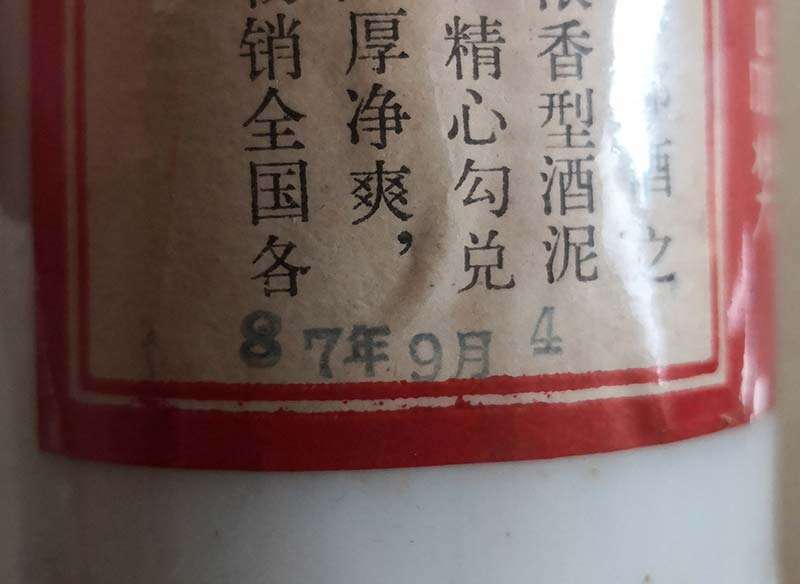 酒之
浓香型酒泥
精心勾兑
厚净爽，
销全国各
87年9月4